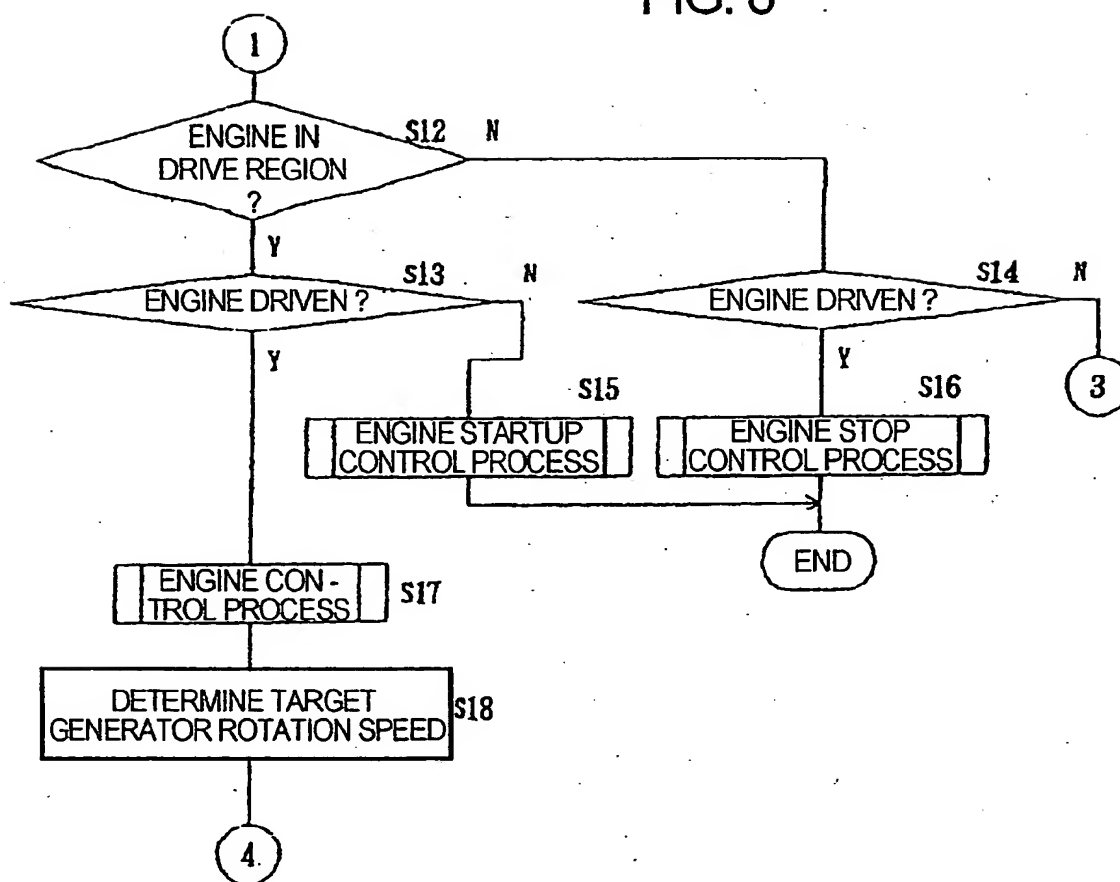 1
ENGINE IN
DRIVE REGION
?
S12
N
Y
ENGINE DRIVEN ?
S13
N
Y
ENGINE DRIVEN ?
S14
N
Y
3
S15
ENGINE STARTUP
CONTROL PROCESS
S16
ENGINE STOP
CONTROL PROCESS
END
ENGINE CON -
TROL PROCESS
S17
DETERMINE TARGET
GENERATOR ROTATION SPEED
S18
4